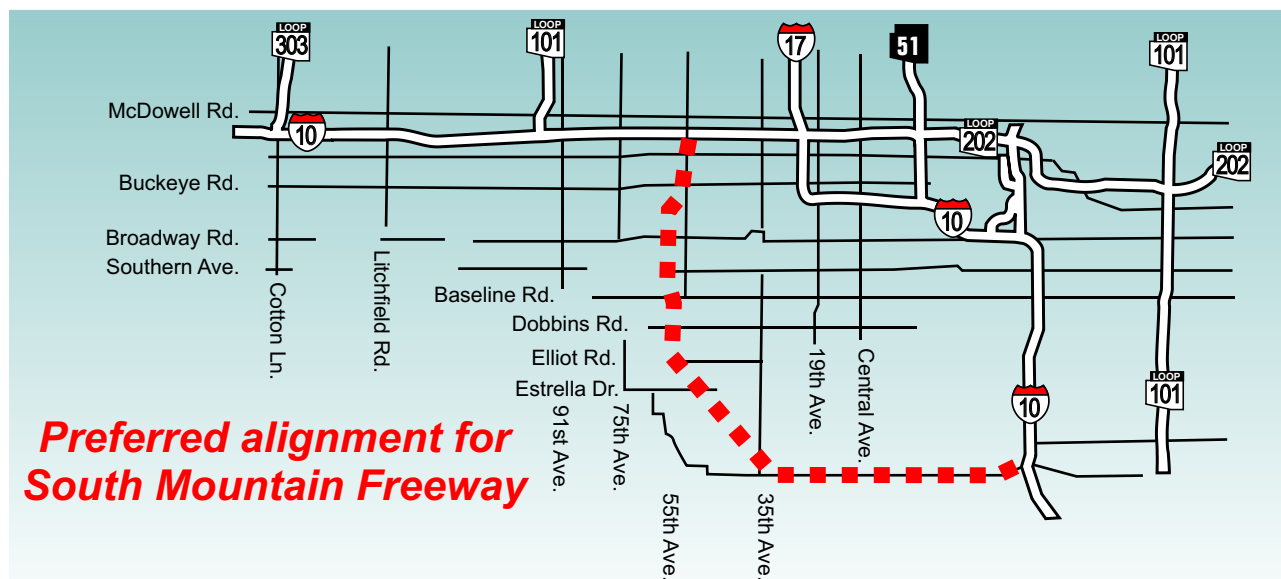 LOOP
303
LOOP
101
17
51
LOOP
101
McDowell Rd.
10
LOOP
202
LOOP
202
Buckeye Rd.
10
Broadway Rd.
Southern Ave.
Cotton Ln.
Litchfield Rd.
Baseline Rd.
Dobbins Rd.
Elliot Rd.
Estrella Dr.
19th Ave.
Central Ave.
10
LOOP
101
91st Ave.
75th Ave.
Preferred alignment for
South Mountain Freeway
55th Ave.
35th Ave.